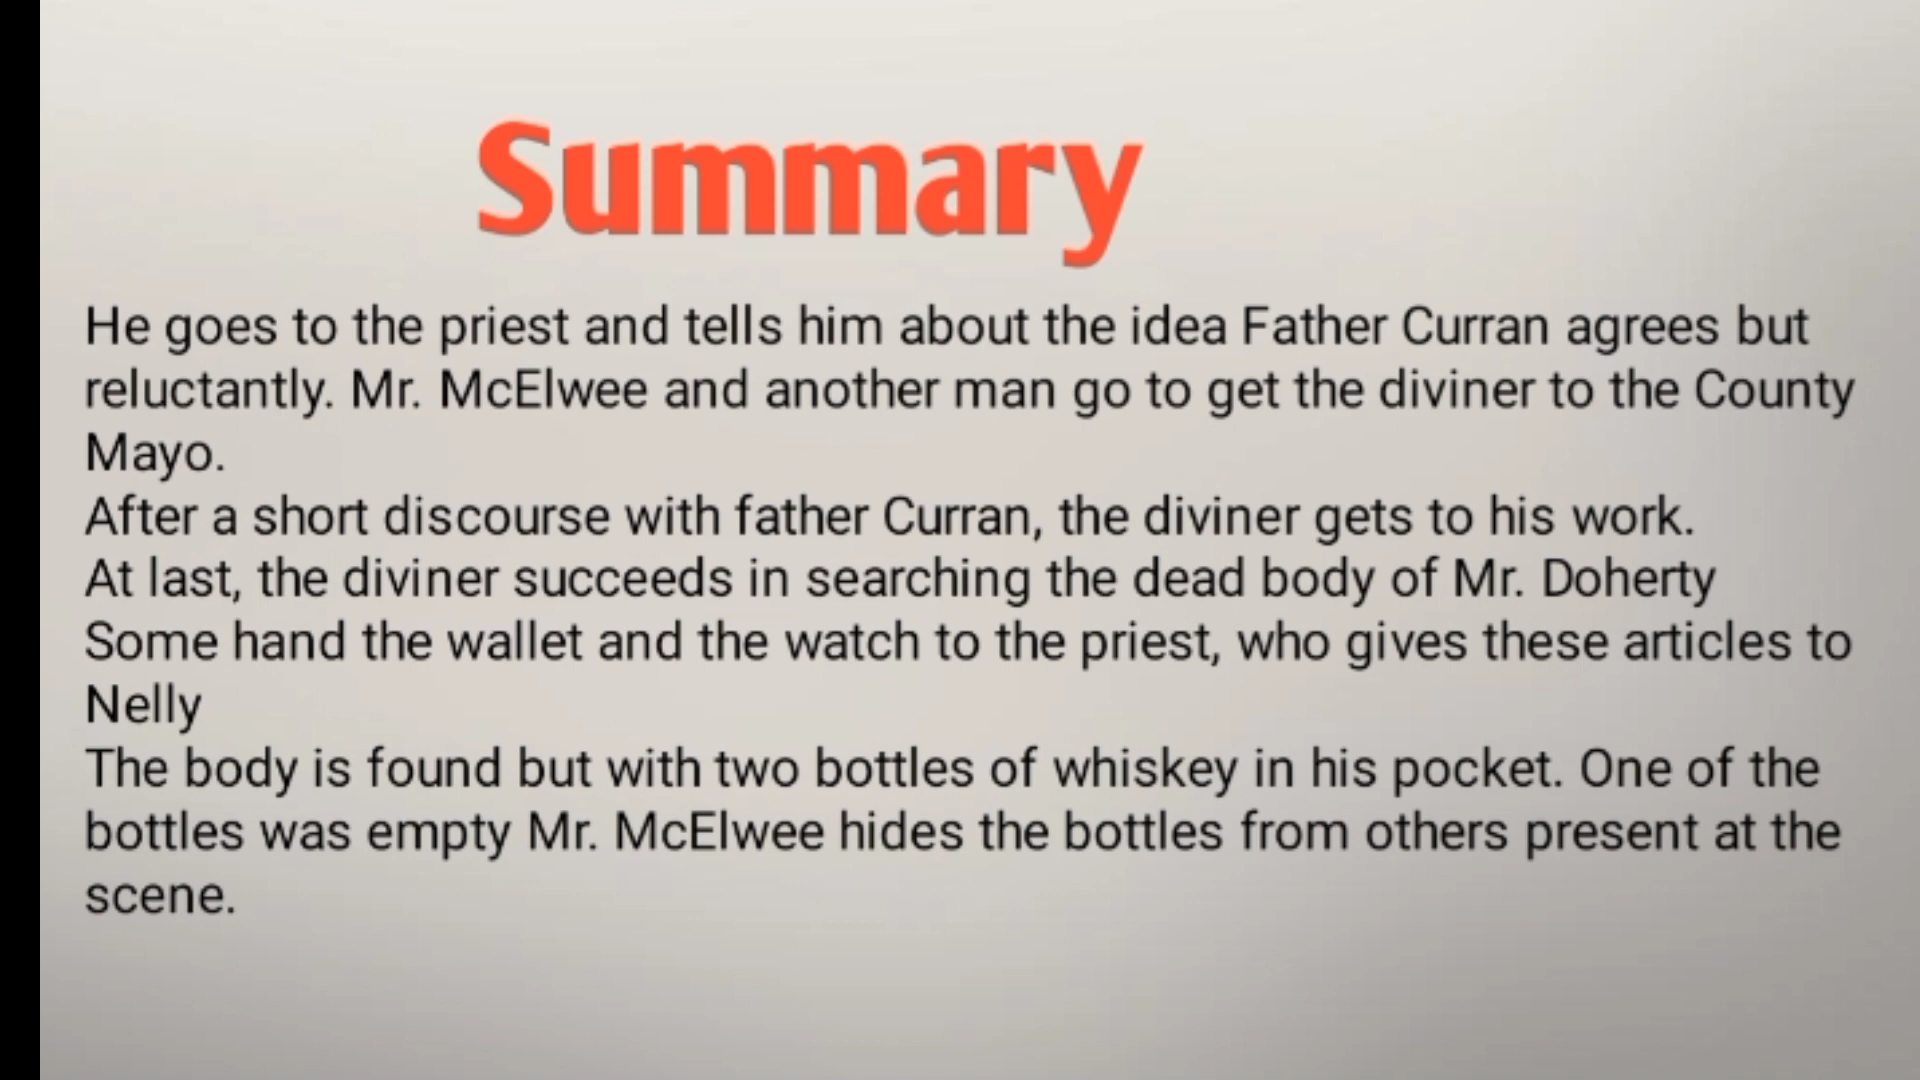 Summary
He goes to the priest and tells him about the idea Father Curran agrees but
reluctantly. Mr. McElwee and another man go to get the diviner to the County
Mayo.
After a short discourse with father Curran, the diviner gets to his work.
At last, the diviner succeeds in searching the dead body of Mr. Doherty
Some hand the wallet and the watch to the priest, who gives these articles to
Nelly
The body is found but with two bottles of whiskey in his pocket. One of the
bottles was empty Mr. McElwee hides the bottles from others present at the
scene.